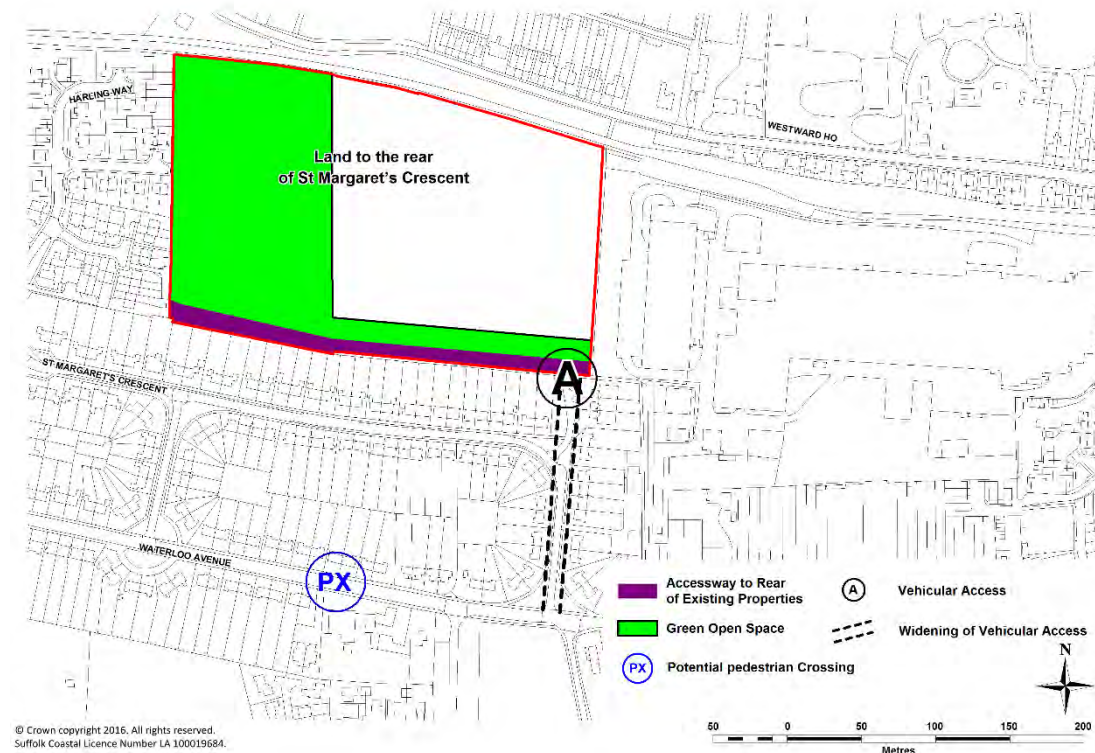 HARLING WAY
WESTWARD HO
Land to the rear
of St Margaret's Crescent
ST MARGARET'S CRESCENT
A
WATERLOO AVENUE
PX
Accessway to Rear
of Existing Properties
A
Vehicular Access
Green Open Space
Widening of Vehicular Access
PX
Potential pedestrian Crossing
N
© Crown copyright 2016. All rights reserved.
Suffolk Coastal Licence Number LA 100019684.
50 0 50 100 150 200
Metres